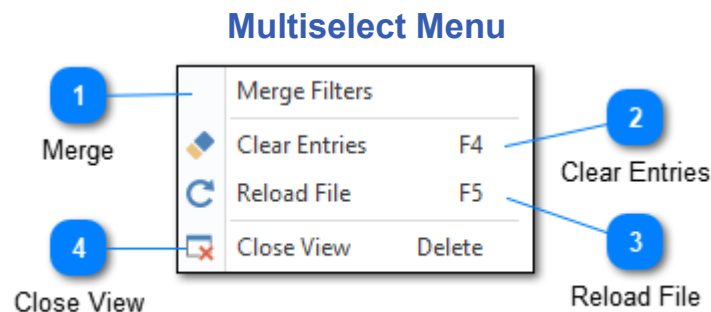 Multiselect Menu
1
Merge
Merge Filters
Clear Entries F4
Reload File F5
Close View Delete
2
Clear Entries
3
Reload File
4
Close View